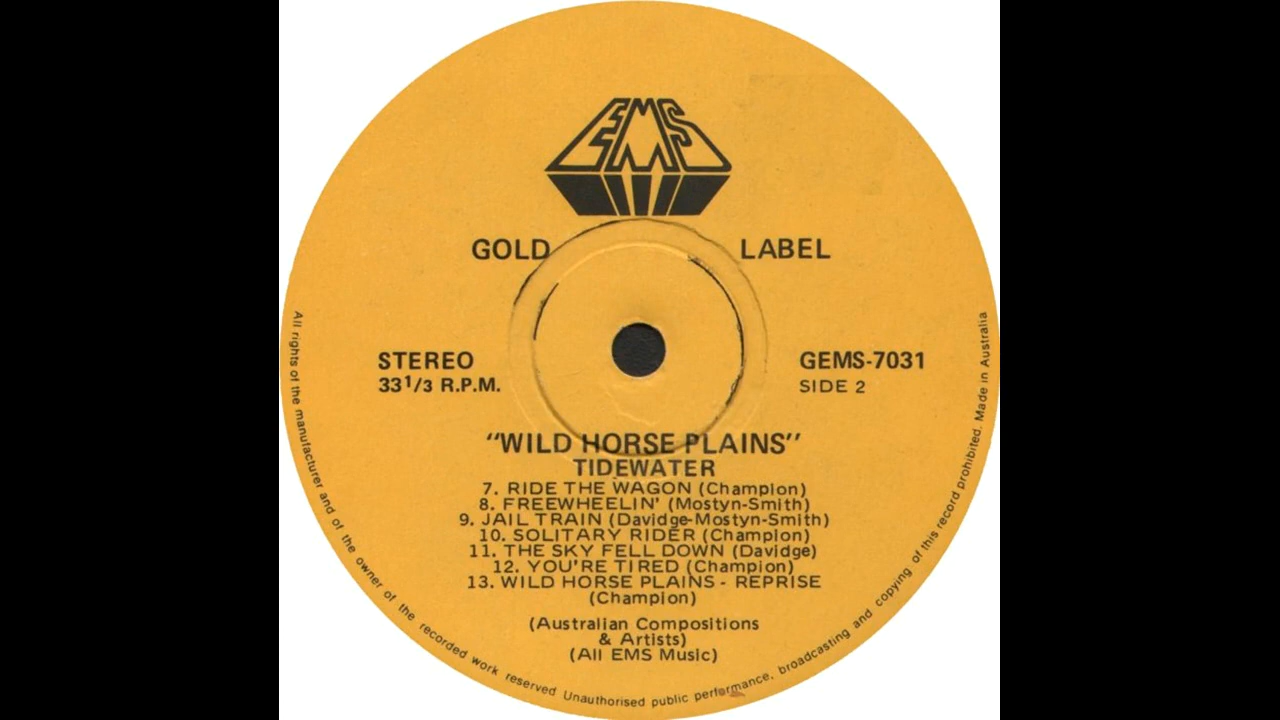 EMS
GOLD LABEL
STEREO
33 1/3 R.P.M.
GEMS-7031
SIDE 2
"WILD HORSE PLAINS"
TIDEWATER
7. RIDE THE WAGON (Champion)
8. FREEWHEELIN' (Mostyn-Smith)
9. JAIL TRAIN (Davidge-Mostyn-Smith)
10. SOLITARY RIDER (Champion)
11. THE SKY FELL DOWN (Davidge)
12. YOU'RE TIRED (Champion)
13. WILD HORSE PLAINS - REPRISE
(Champion)
(Australian Compositions
& Artists)
(All EMS Music)
All rights of the manufacturer and of the owner of the recorded work reserved Unauthorised public performance, broadcasting and copying of this record prohibited. Made in Australia